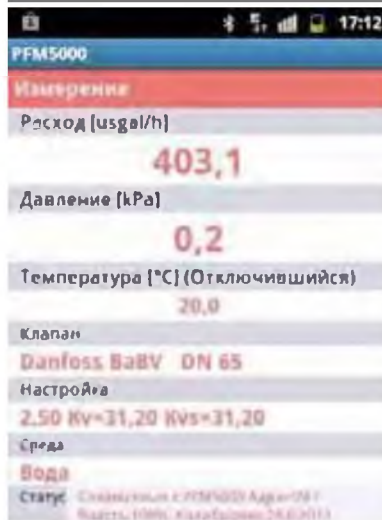 17:12
PFM5000
Измерение
Расход [usgal/h]
403,1
Давление [kPa]
0,2
Температура [°C] (Отключившийся)
20,0
Клапан
Danfoss BaBV DN 65
Настройка
2,50 Kv=31,20 Kvs=31,20
Среда
Вода
Статус